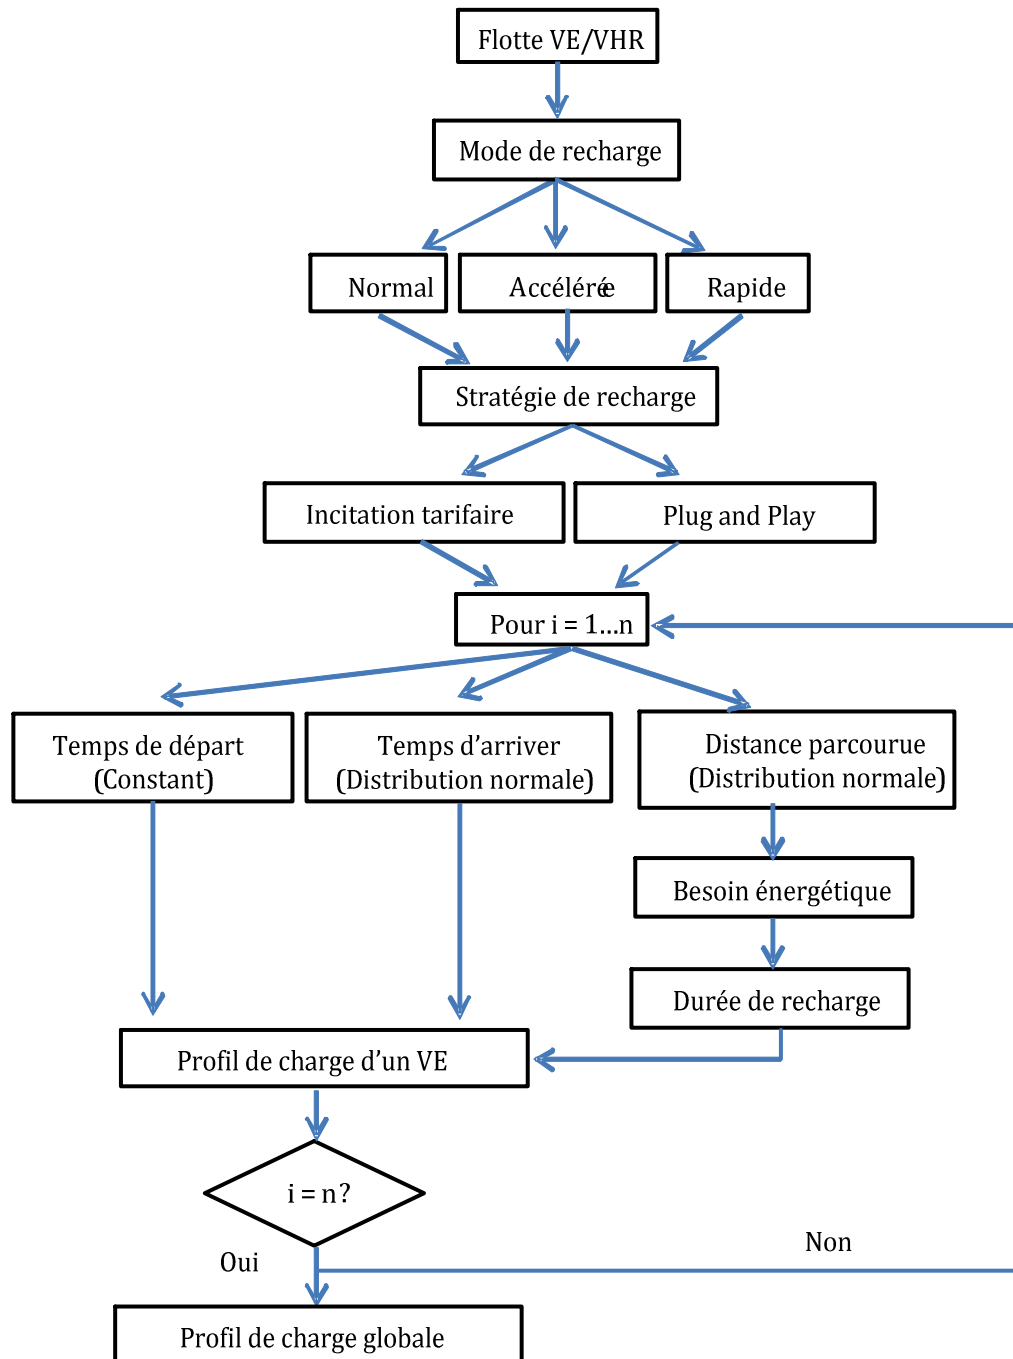 Flotte VE/VHR
Mode de recharge
Normal
Accélérée
Rapide
Stratégie de recharge
Incitation tarifaire
Plug and Play
Pour i = 1...n
Temps de départ
(Constant)
Temps d’arriver
(Distribution normale)
Distance parcourue
(Distribution normale)
Besoin énergétique
Durée de recharge
Profil de charge d’un VE
i = n?
Oui
Non
Profil de charge globale